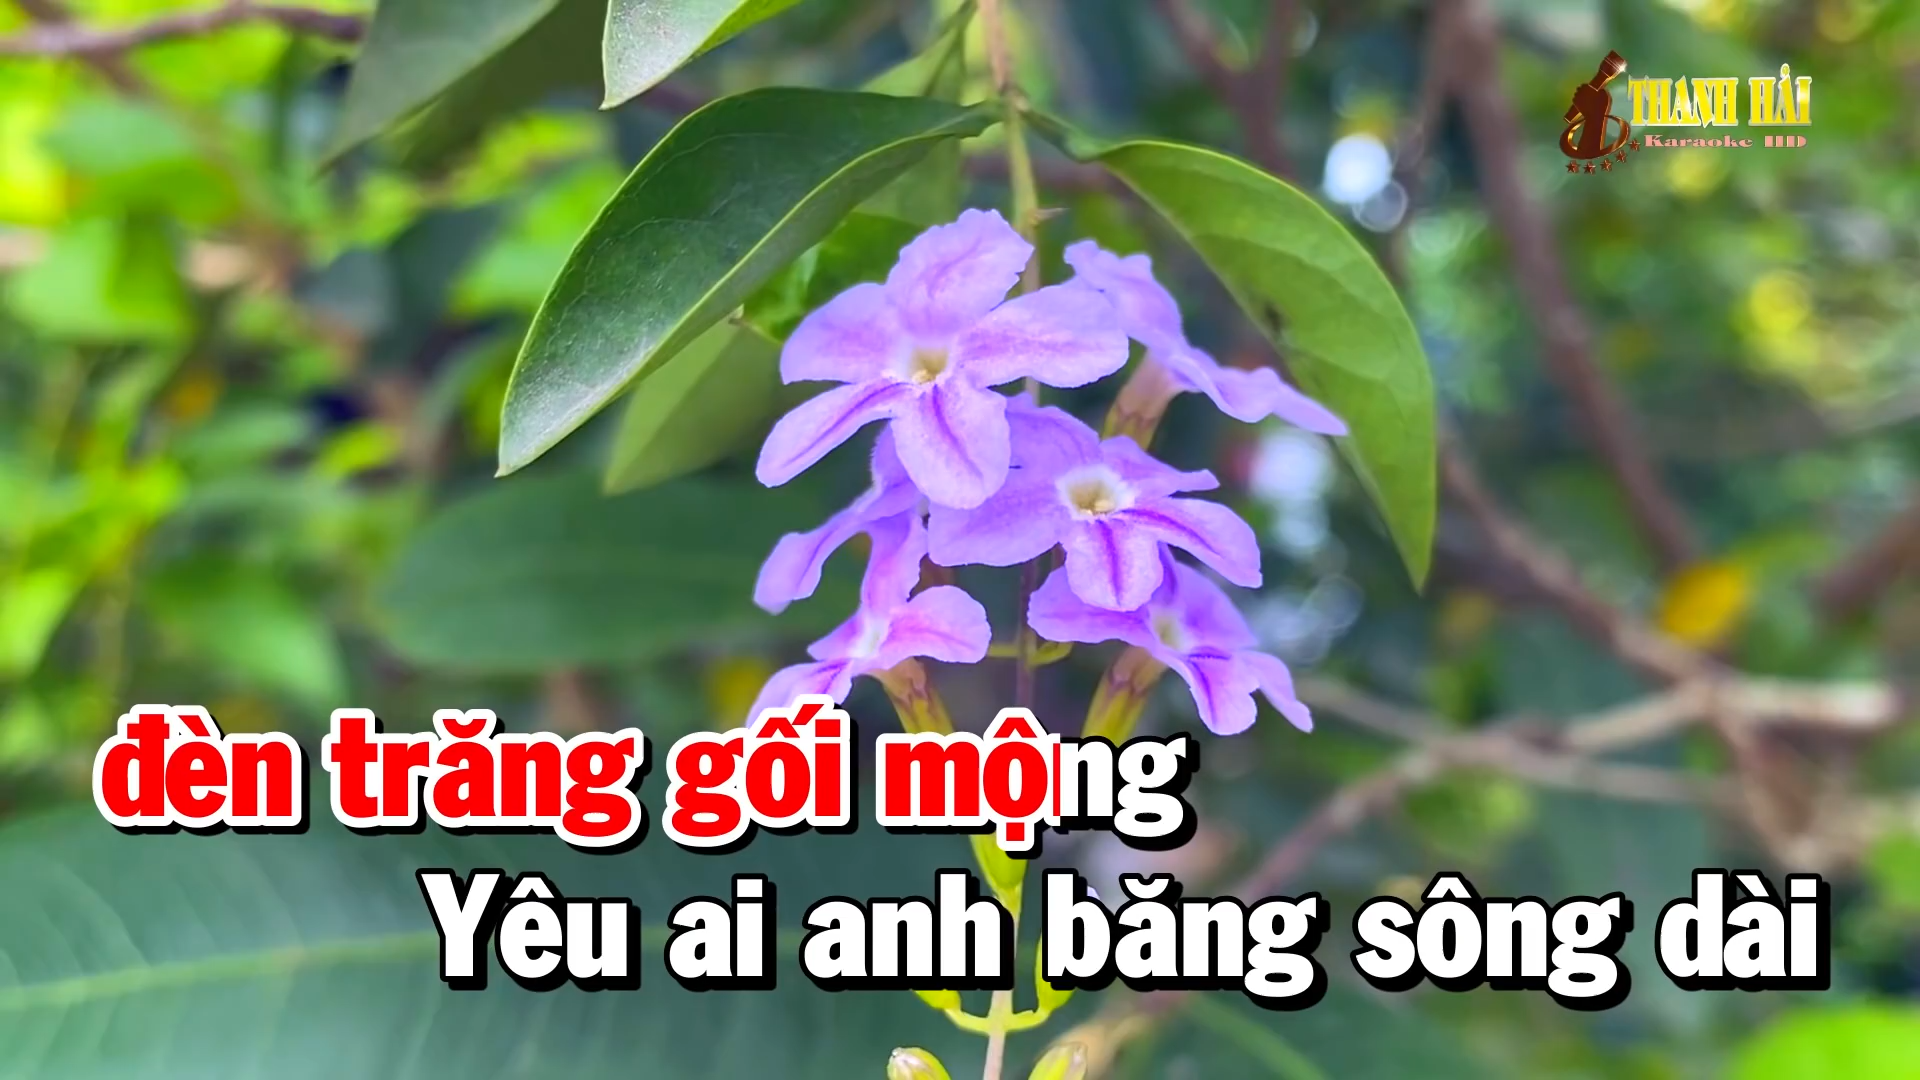 THANH HẢI
Karaoke HD
đèn trăng gối mộng
Yêu ai anh băng sông dài